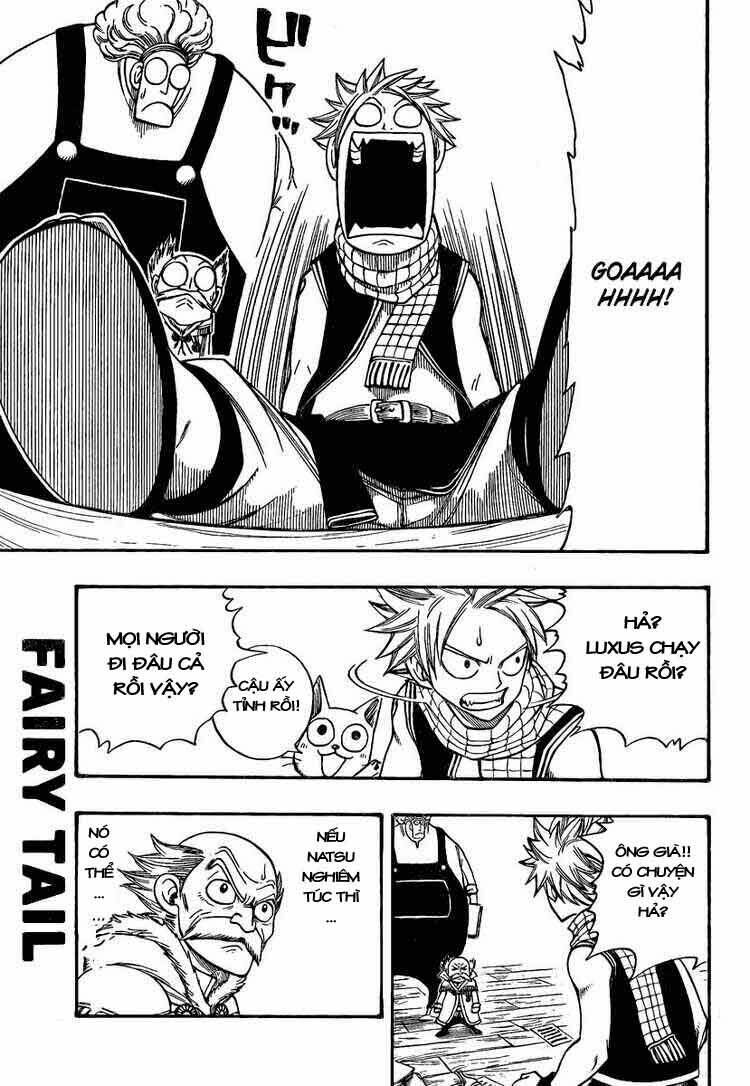 ビクッ
GOAAAA
HHHH!
HẢ?
LUXUS CHẠY
ĐÂU RỒI?
CẬU ẤY
TỈNH RỒI!
MỌI NGƯỜI
ĐI ĐÂU CẢ
RỒI VẬY?
ÔNG GIÀ!!
CÓ CHUYỆN
GÌ VẬY
HẢ?
NẾU
NATSU
NGHIÊM
TÚC THÌ
...
NÓ
CÓ
THỂ
...
...
FAIRY TAIL